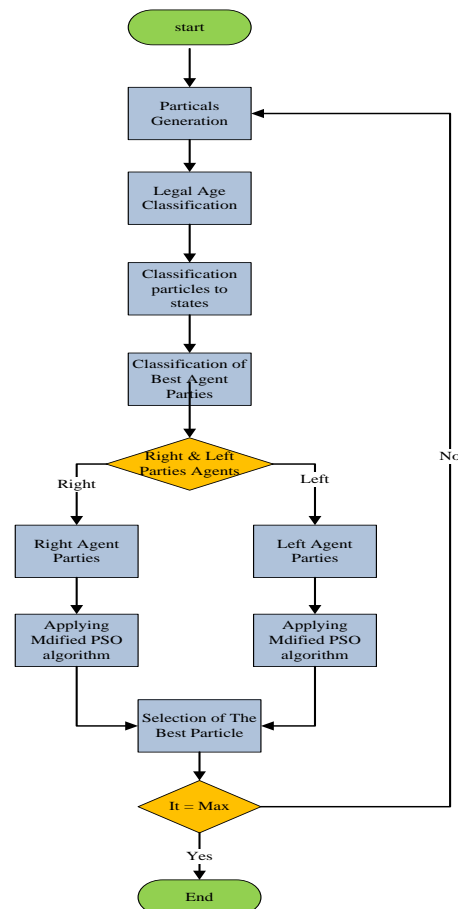 start
Particals
Generation
Legal Age
Classification
Classification
particles to
states
Classification of
Best Agent
Parties
Right & Left
Parties Agents
Right
Left
No
Right Agent
Parties
Left Agent
Parties
Applying
Mdified PSO
algorithm
Applying
Mdified PSO
algorithm
Selection of The
Best Particle
It = Max
Yes
End